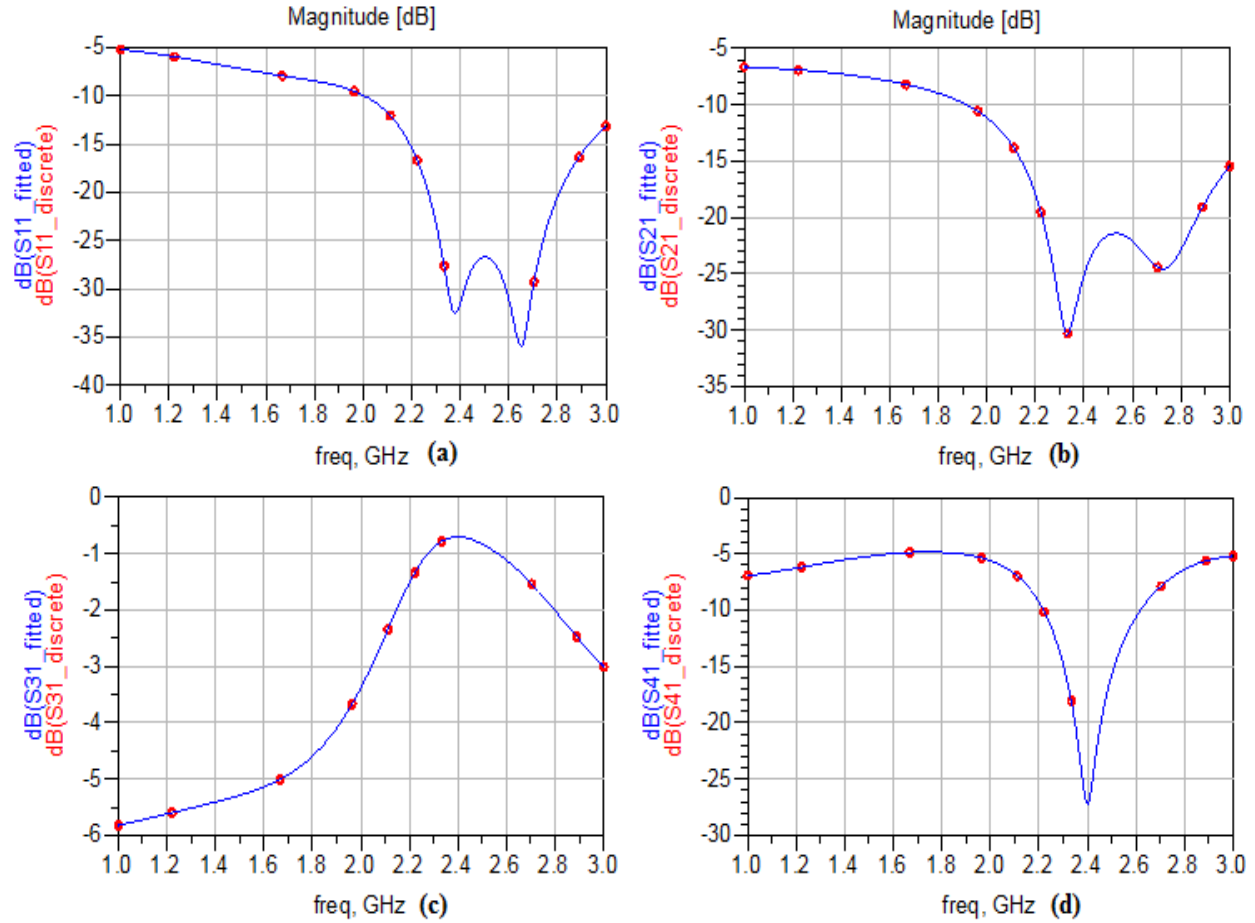 Magnitude [dB]
-5
-10
-15
-20
-25
-30
-35
-40
dB(S11_fitted)
dB(S11_discrete)
1.0 1.2 1.4 1.6 1.8 2.0 2.2 2.4 2.6 2.8 3.0
freq, GHz (a)
Magnitude [dB]
-5
-10
-15
-20
-25
-30
-35
dB(S21_fitted)
dB(S21_discrete)
1.0 1.2 1.4 1.6 1.8 2.0 2.2 2.4 2.6 2.8 3.0
freq, GHz (b)
0
-1
-2
-3
-4
-5
-6
dB(S31_fitted)
dB(S31_discrete)
1.0 1.2 1.4 1.6 1.8 2.0 2.2 2.4 2.6 2.8 3.0
freq, GHz (c)
0
-5
-10
-15
-20
-25
-30
dB(S41_fitted)
dB(S41_discrete)
1.0 1.2 1.4 1.6 1.8 2.0 2.2 2.4 2.6 2.8 3.0
freq, GHz (d)